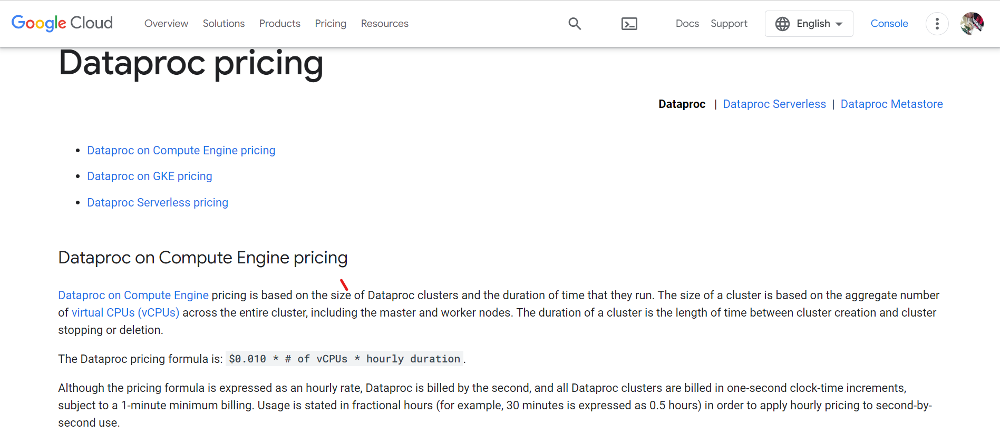 Google Cloud Overview Solutions Products Pricing Resources Docs Support English Console
Dataproc pricing
Dataproc | Dataproc Serverless | Dataproc Metastore
• Dataproc on Compute Engine pricing
• Dataproc on GKE pricing
• Dataproc Serverless pricing
Dataproc on Compute Engine pricing
Dataproc on Compute Engine pricing is based on the size of Dataproc clusters and the duration of time that they run. The size of a cluster is based on the aggregate number
of virtual CPUs (vCPUs) across the entire cluster, including the master and worker nodes. The duration of a cluster is the length of time between cluster creation and cluster
stopping or deletion.
The Dataproc pricing formula is: $0.010 * # of vCPUs * hourly duration.
Although the pricing formula is expressed as an hourly rate, Dataproc is billed by the second, and all Dataproc clusters are billed in one-second clock-time increments,
subject to a 1-minute minimum billing. Usage is stated in fractional hours (for example, 30 minutes is expressed as 0.5 hours) in order to apply hourly pricing to second-by-
second use.